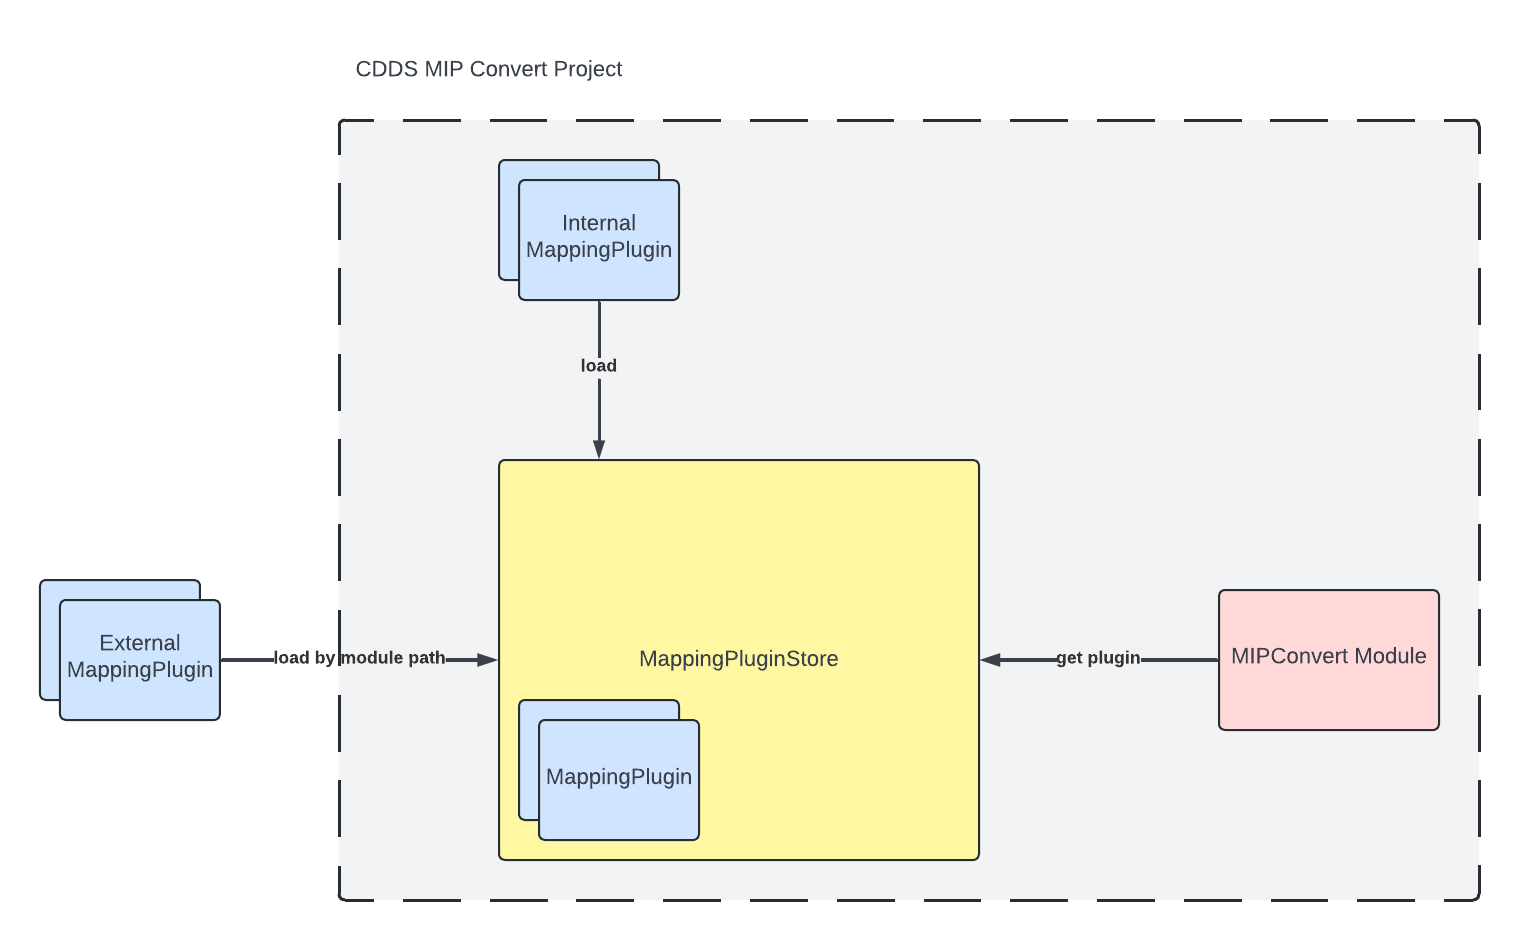 CDDS MIP Convert Project
Internal
MappingPlugin
load
External
MappingPlugin
load by module path
MappingPluginStore
get plugin
MIPConvert Module
MappingPlugin